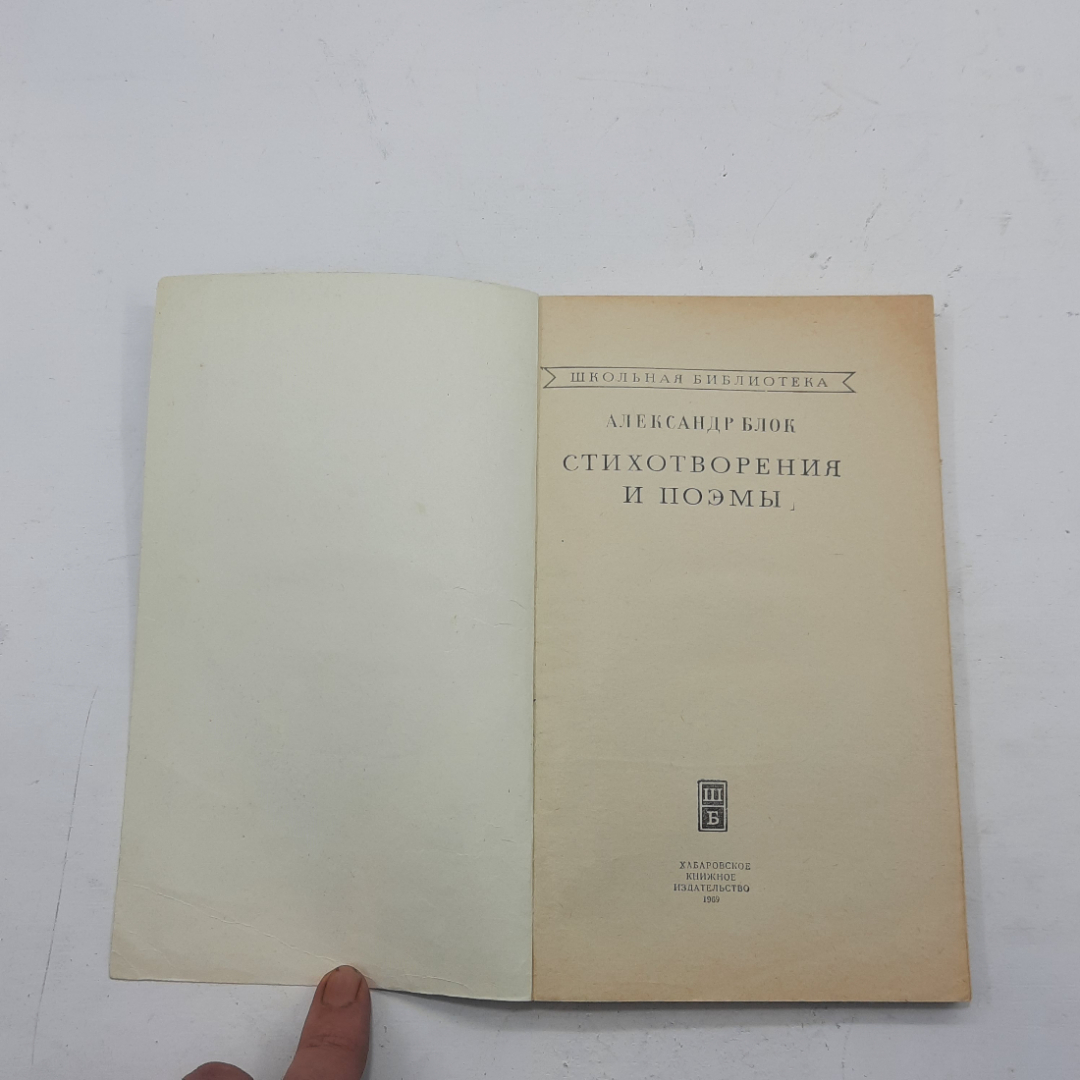 ШКОЛЬНАЯ БИБЛИОТЕКА
АЛЕКСАНДР БЛОК
СТИХОТВОРЕНИЯ
И ПОЭМЫ
Ш
Б
ХАБАРОВСКОЕ
КНИЖНОЕ
ИЗДАТЕЛЬСТВО